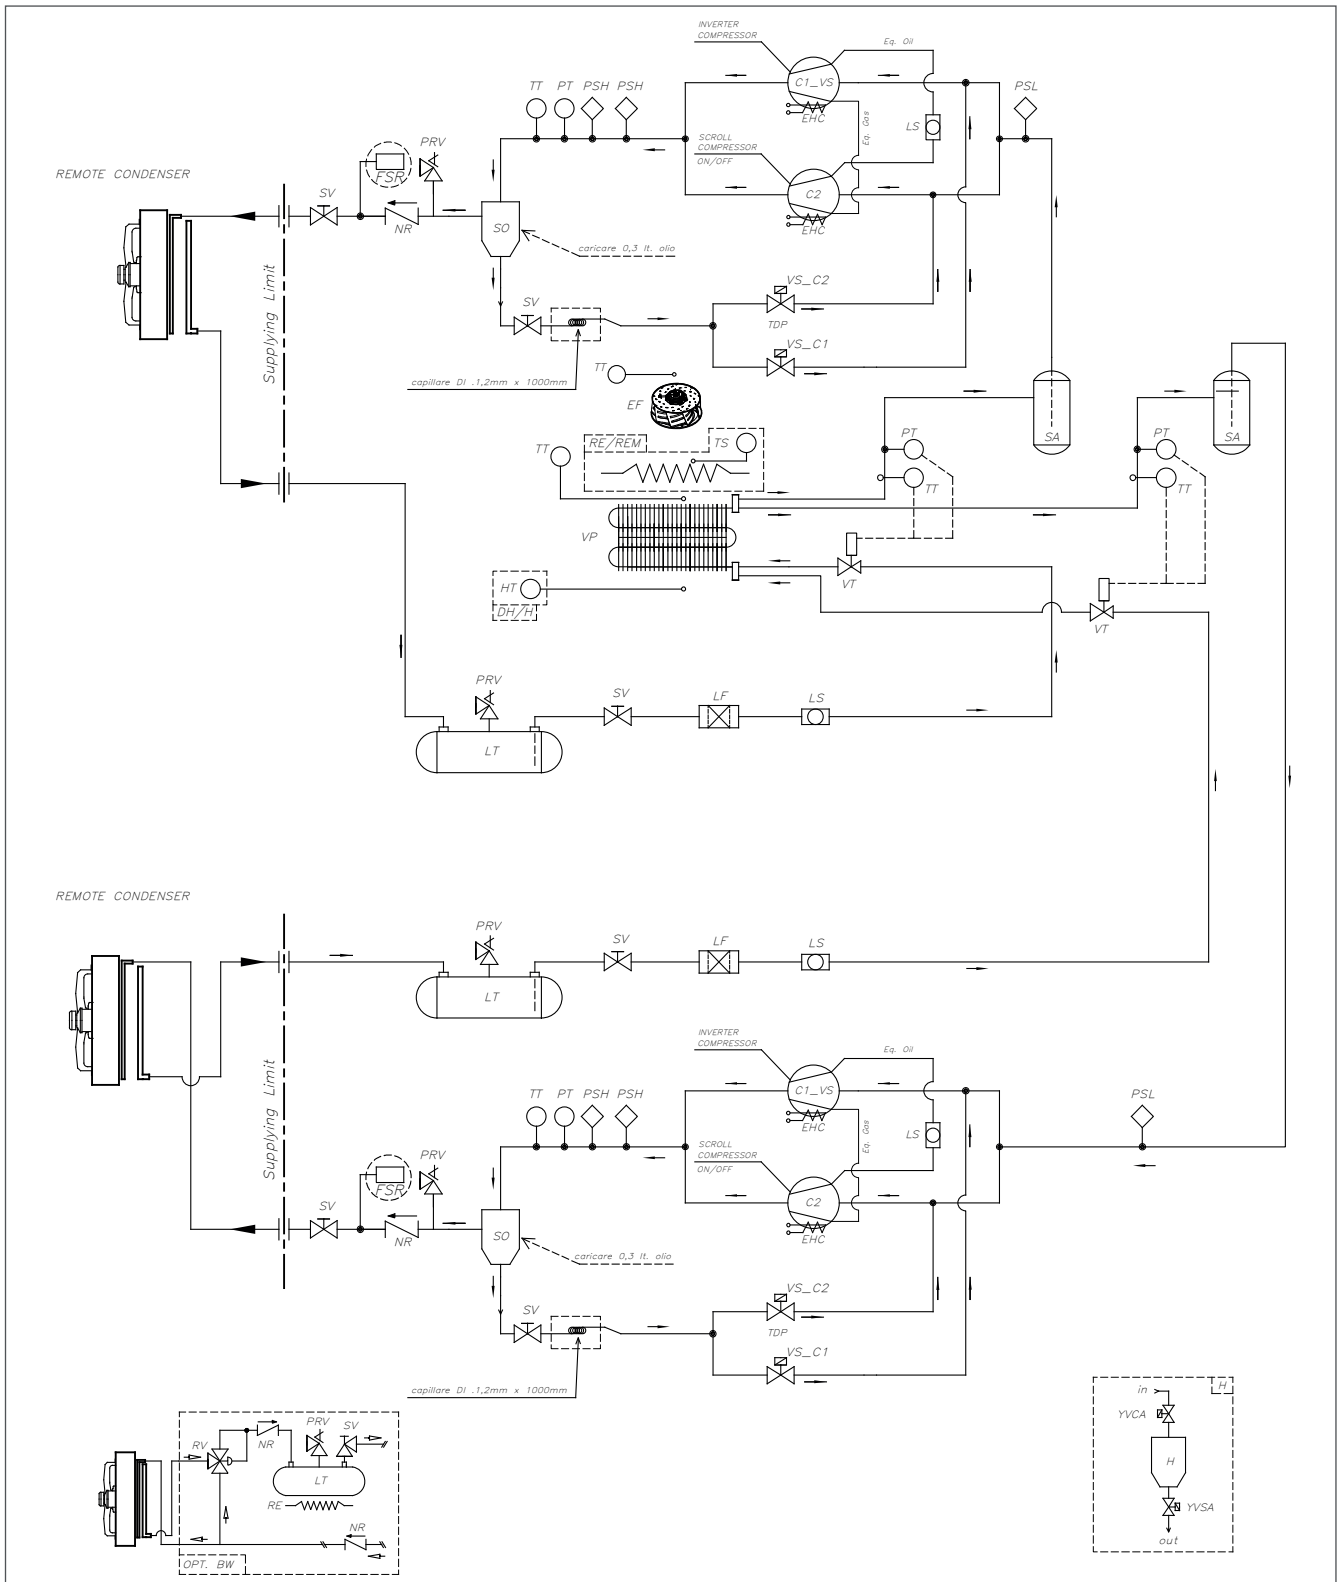 INVERTER
COMPRESSOR
Eq. Oil
TT PT PSH PSH
C1_VS
PSL
EHC
LS
Eq. Gas
SCROLL
COMPRESSOR
ON/OFF
PRV
FSR
REMOTE CONDENSER
SV
NR
SO
C2
EHC
caricare 0,3 lt. olio
Supplying Limit
SV
VS_C2
TDP
VS_C1
capillare DI .1,2mm x 1000mm
TT
EF
SA
SA
RE/REM
TS
TT
PT
TT
PT
TT
VP
VT
HT
DH/H
VT
PRV
SV
LF
LS
LT
REMOTE CONDENSER
PRV
SV
LF
LS
LT
INVERTER
COMPRESSOR
Eq. Oil
Supplying Limit
TT PT PSH PSH
C1_VS
PSL
EHC
LS
Eq. Gas
SCROLL
COMPRESSOR
ON/OFF
PRV
FSR
SV
NR
SO
C2
EHC
caricare 0,3 lt. olio
SV
VS_C2
TDP
VS_C1
capillare DI .1,2mm x 1000mm
in
H
YVCA
H
YVSA
out
RV
NR
PRV
SV
LT
RE
NR
OPT. BW